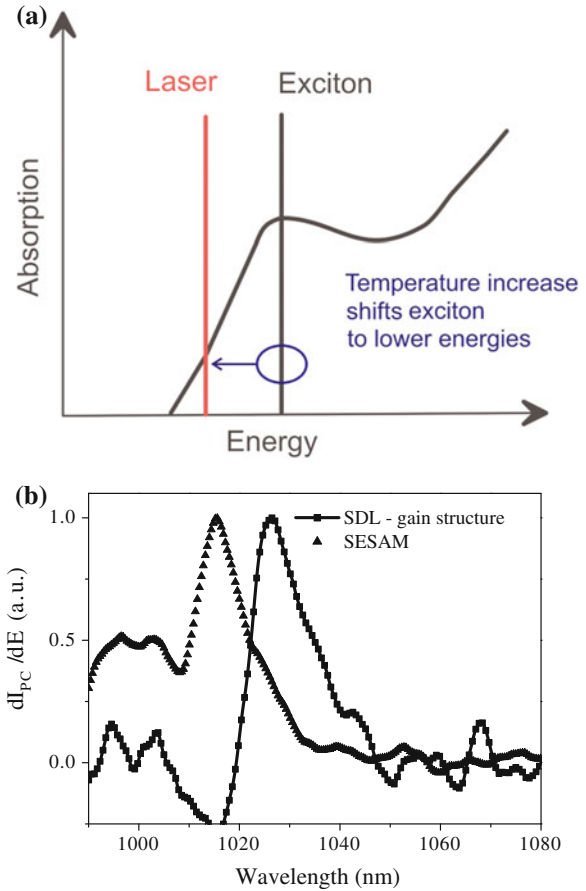 (a)
Laser
Exciton
Absorption
Temperature increase
shifts exciton
to lower energies
Energy
(b)
SDL - gain structure
SESAM
dI_PC /dE (a.u.)
1.0
0.5
0.0
1000
1020
1040
1060
1080
Wavelength (nm)